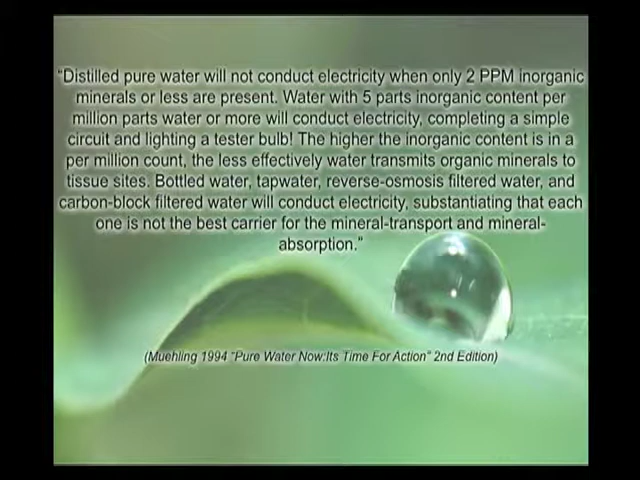 “Distilled pure water will not conduct electricity when only 2 PPM inorganic
minerals or less are present. Water with 5 parts inorganic content per
million parts water or more will conduct electricity, completing a simple
circuit and lighting a tester bulb! The higher the inorganic content is in a
per million count, the less effectively water transmits organic minerals to
tissue sites. Bottled water, tapwater, reverse-osmosis filtered water, and
carbon-block filtered water will conduct electricity, substantiating that each
one is not the best carrier for the mineral-transport and mineral-
absorption.”
(Muehling 1994 “Pure Water Now:Its Time For Action” 2nd Edition)